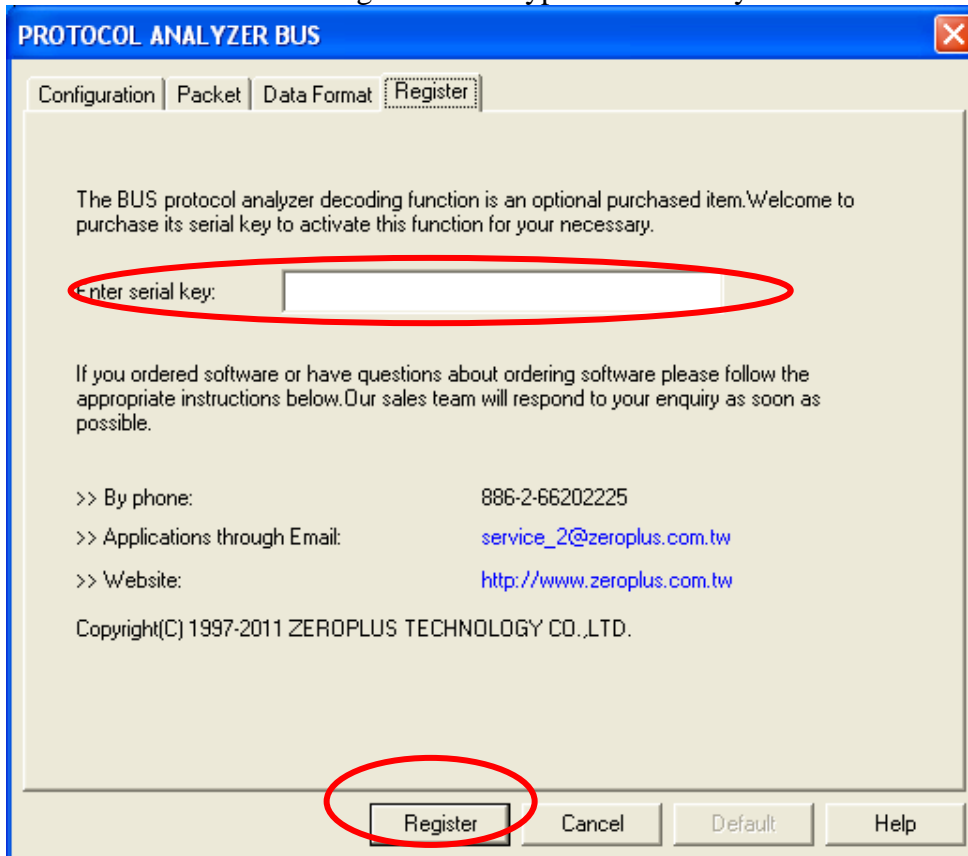 PROTOCOL ANALYZER BUS
Configuration Packet Data Format Register
The BUS protocol analyzer decoding function is an optional purchased item.Welcome to
purchase its serial key to activate this function for your necessary.
Enter serial key:
If you ordered software or have questions about ordering software please follow the
appropriate instructions below.Our sales team will respond to your enquiry as soon as
possible.
>> By phone: 886-2-66202225
>> Applications through Email: service_2@zeroplus.com.tw
>> Website: http://www.zeroplus.com.tw
Copyright(C) 1997-2011 ZEROPLUS TECHNOLOGY CO.,LTD.
Register Cancel Default Help